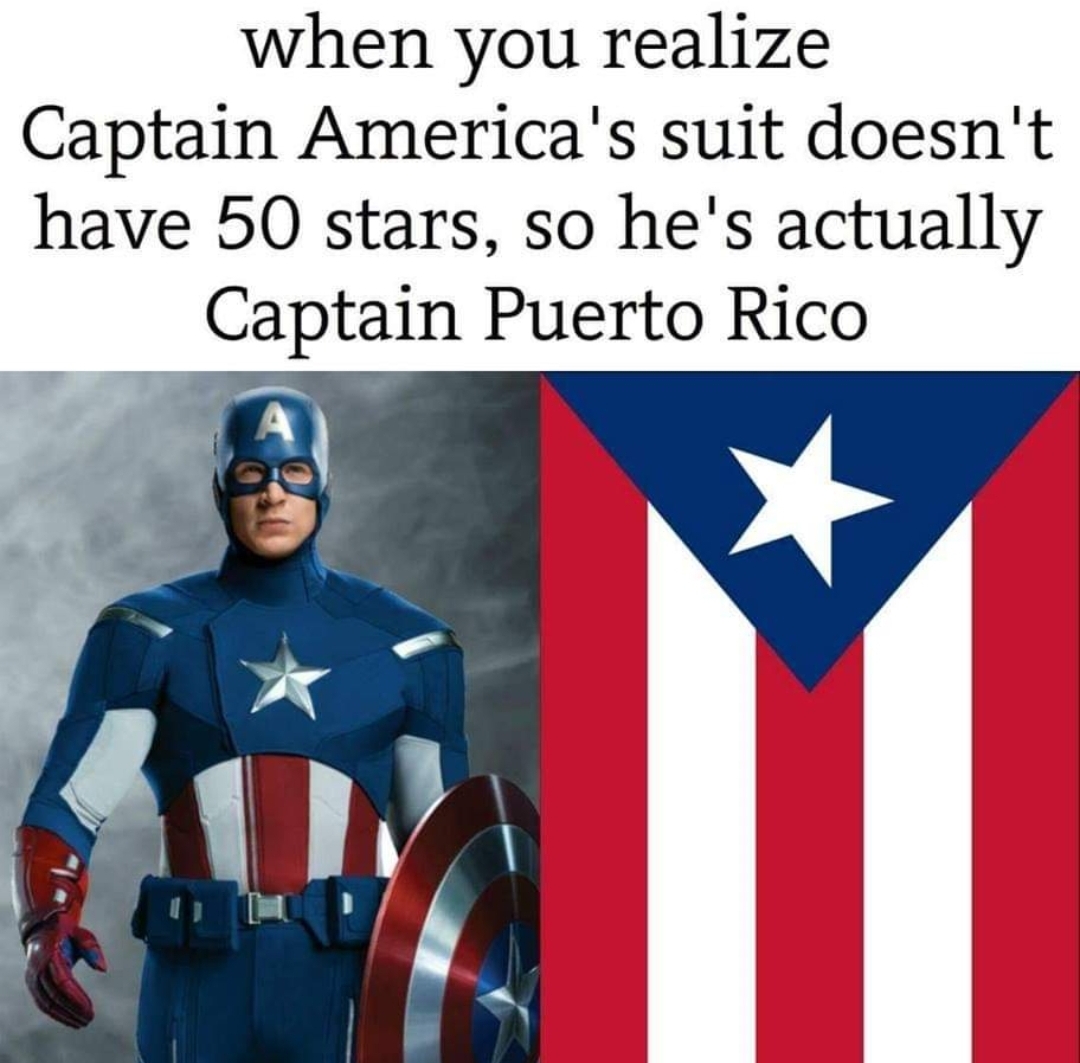 when you realize
Captain America's suit doesn't
have 50 stars, so he's actually
Captain Puerto Rico
A